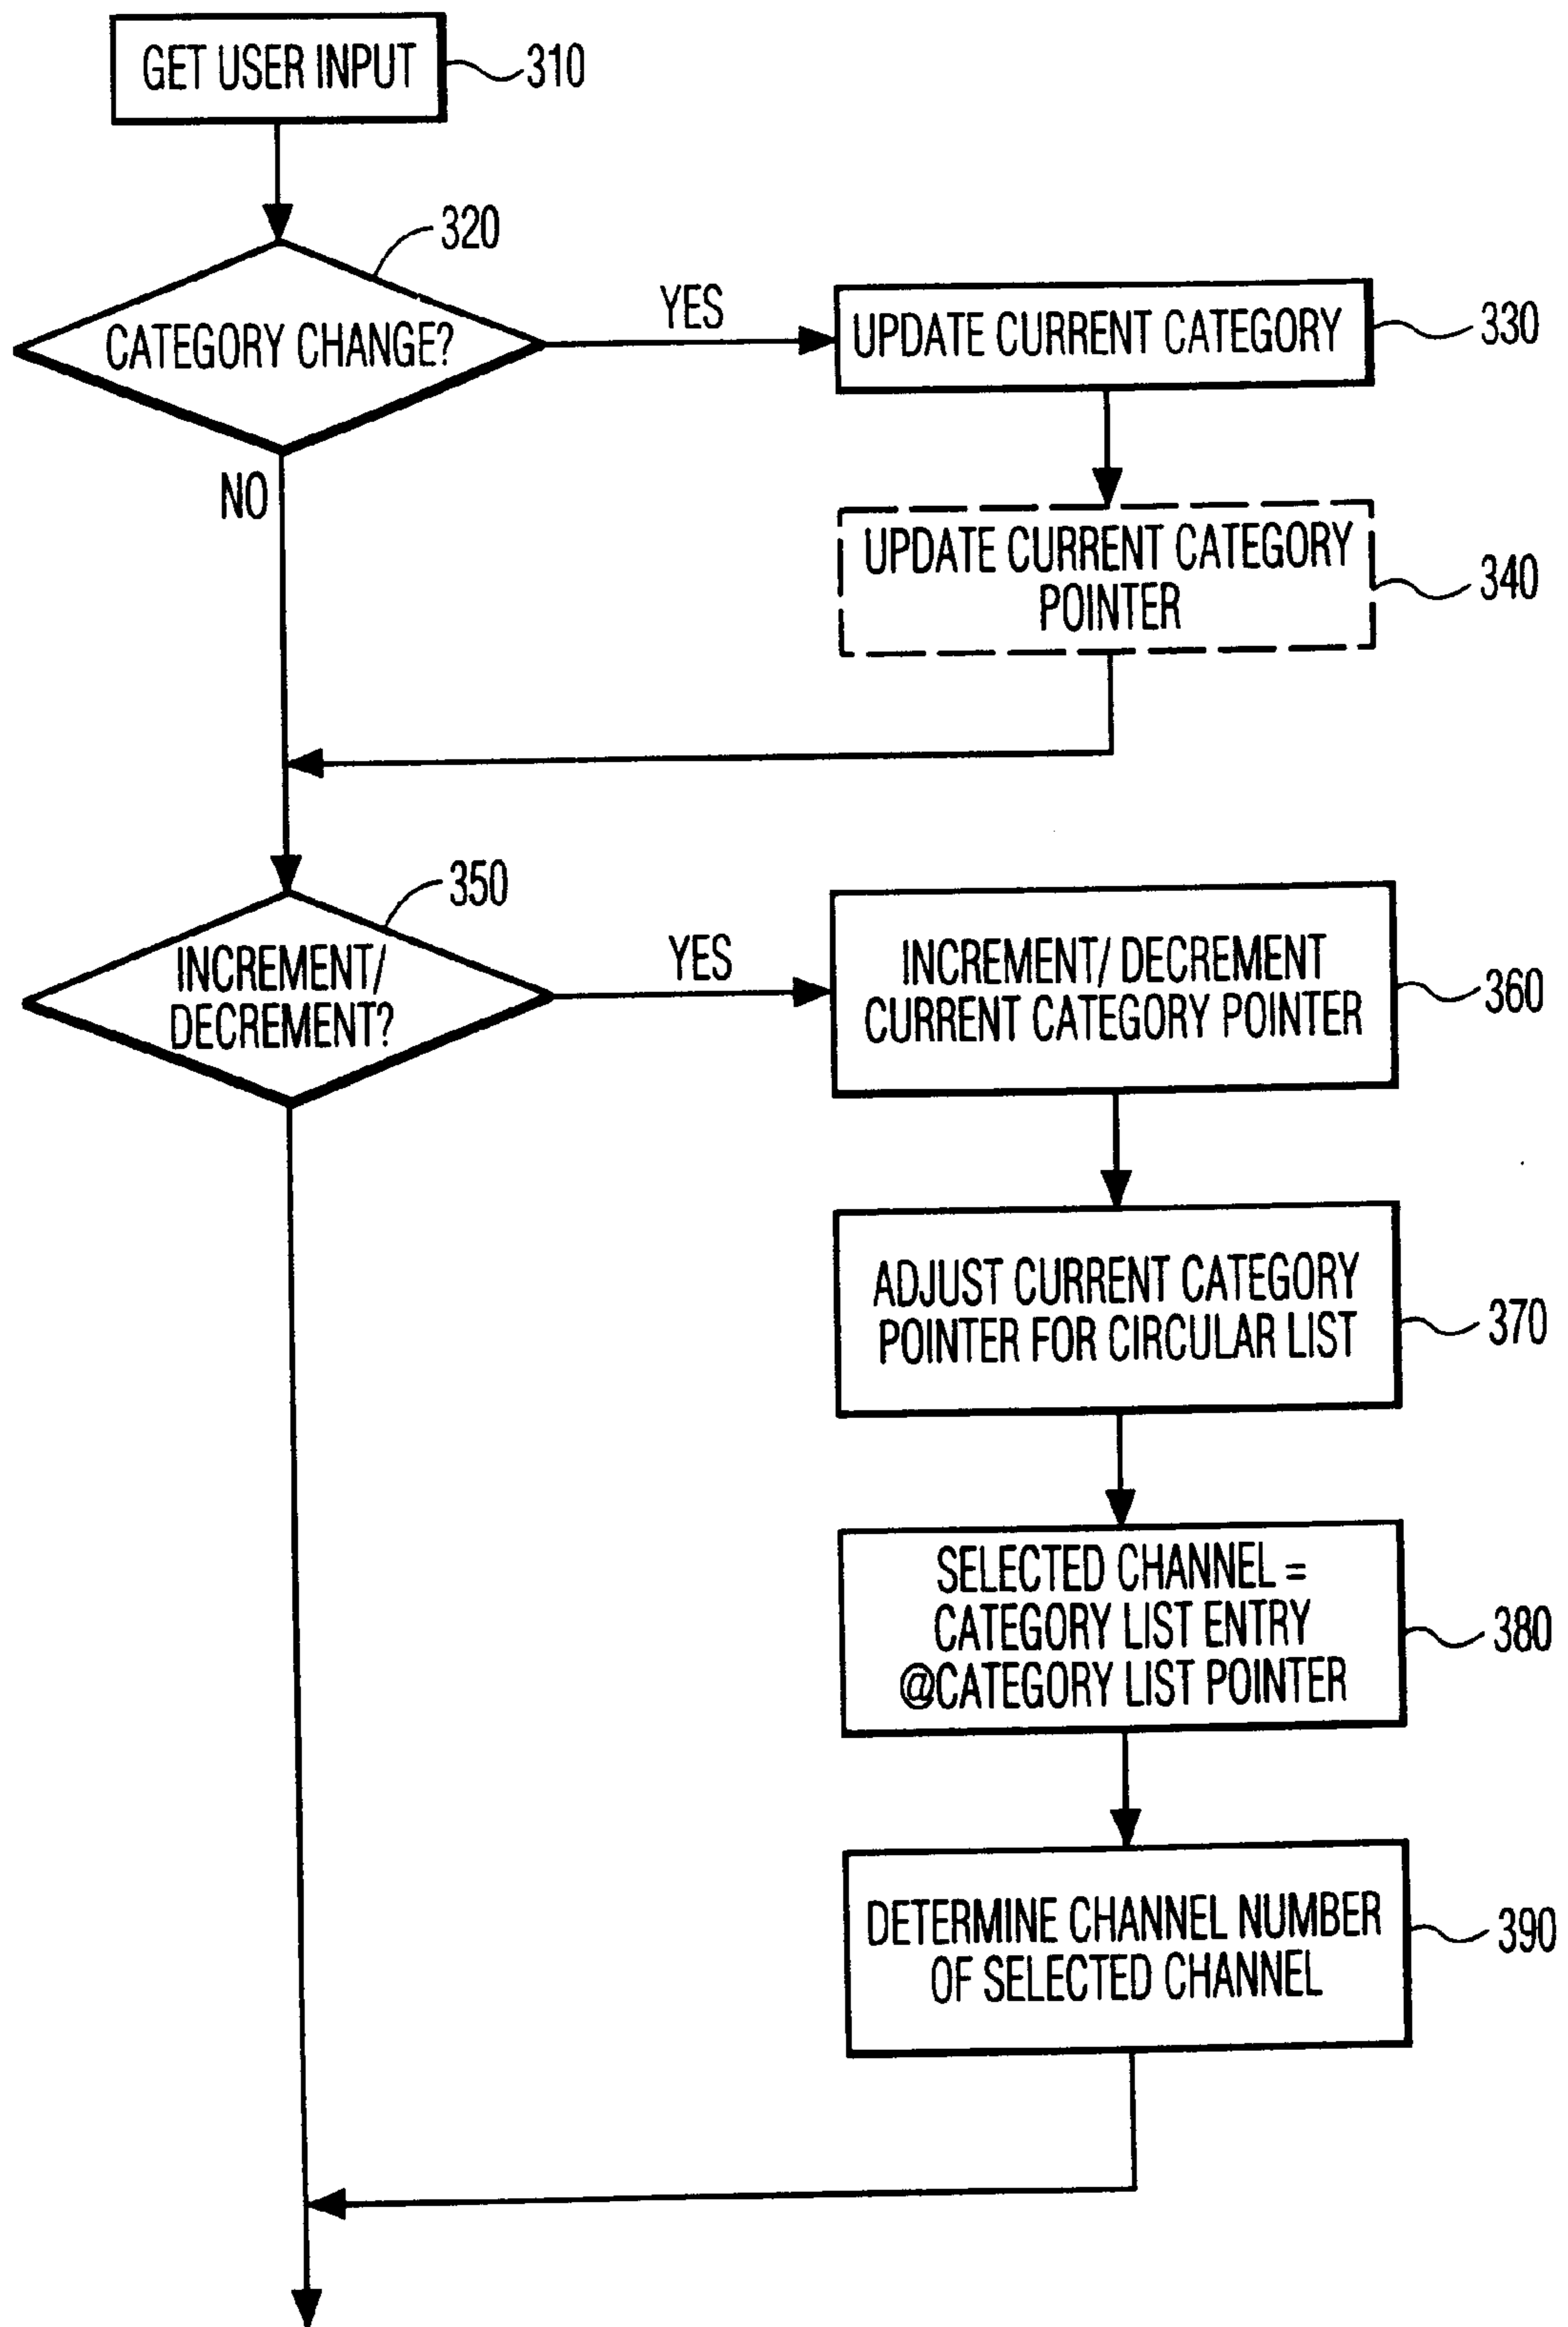 GET USER INPUT
310
320
CATEGORY CHANGE?
YES
UPDATE CURRENT CATEGORY
330
NO
UPDATE CURRENT CATEGORY
POINTER
340
350
INCREMENT/
DECREMENT?
YES
INCREMENT/ DECREMENT
CURRENT CATEGORY POINTER
360
ADJUST CURRENT CATEGORY
POINTER FOR CIRCULAR LIST
370
SELECTED CHANNEL =
CATEGORY LIST ENTRY
@CATEGORY LIST POINTER
380
DETERMINE CHANNEL NUMBER
OF SELECTED CHANNEL
390